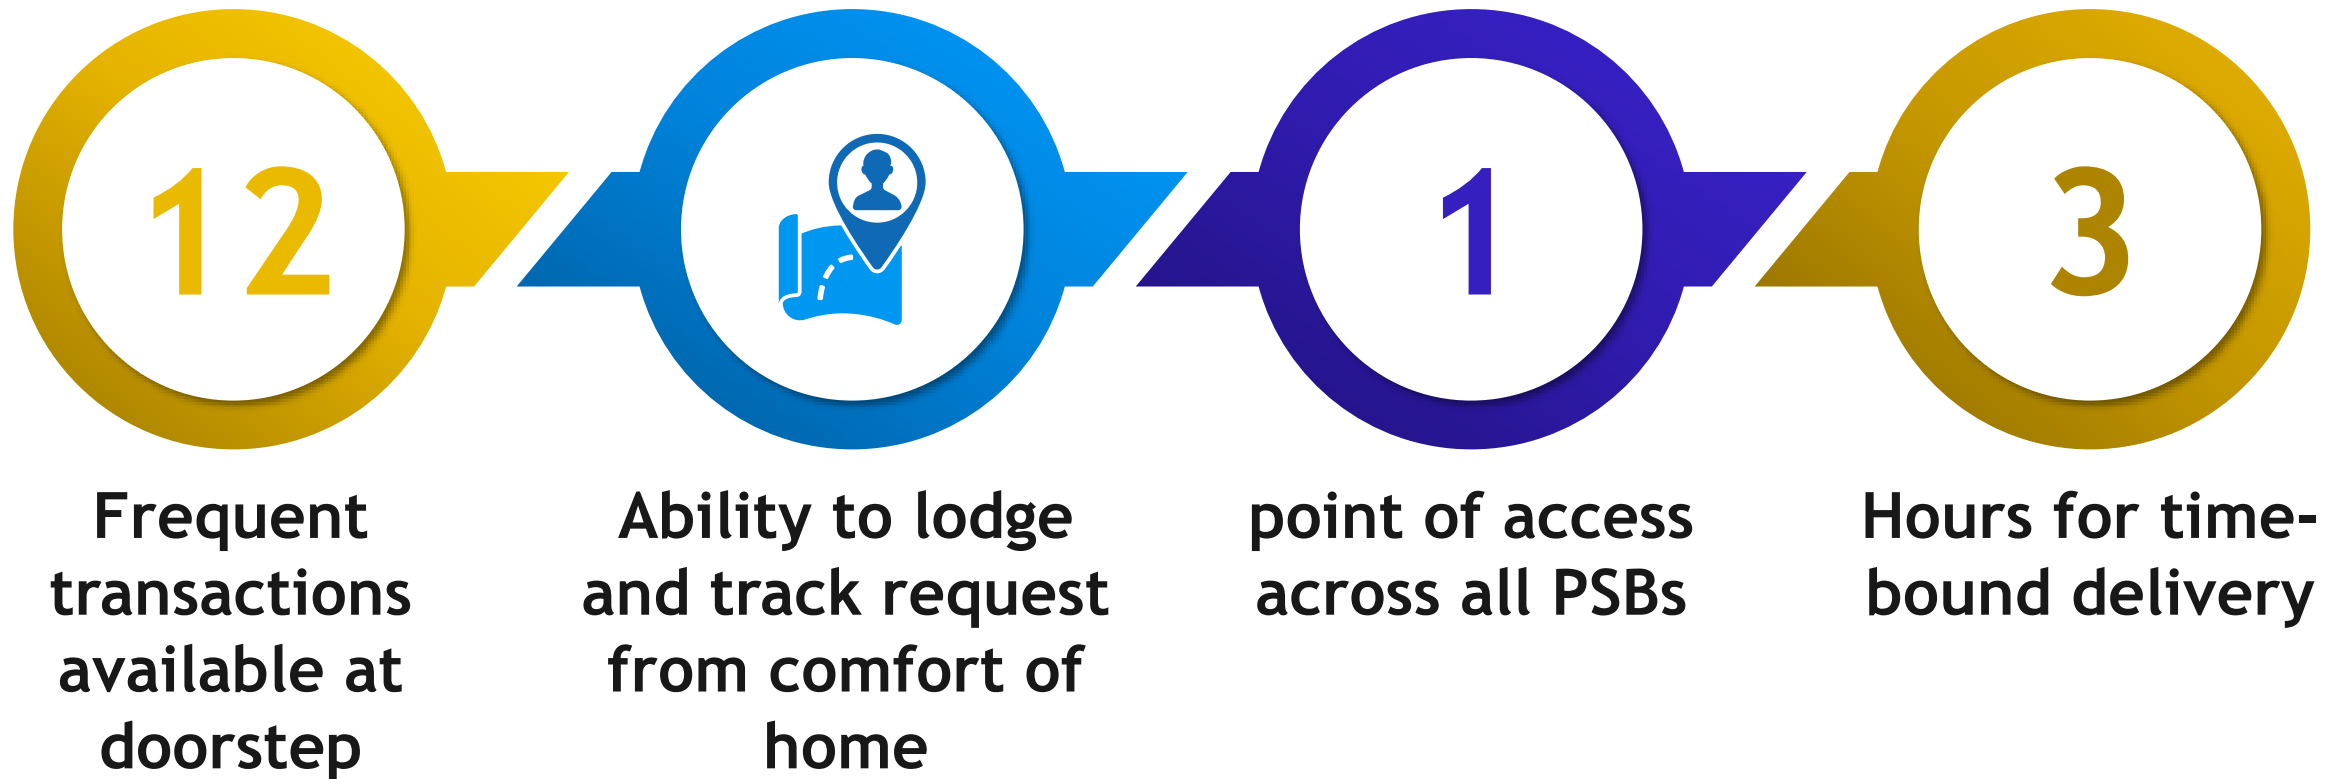 12
Frequent
transactions
available at
doorstep
Ability to lodge
and track request
from comfort of
home
1
point of access
across all PSBs
3
Hours for time-
bound delivery